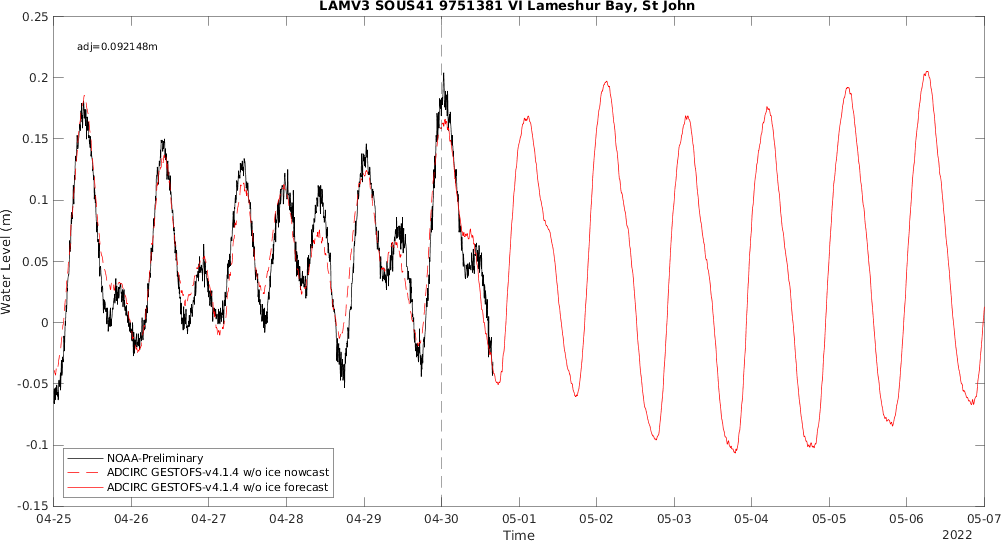 LAMV3 SOUS41 9751381 VI Lameshur Bay, St John
adj=0.092148m
0.25
0.2
0.15
0.1
0.05
0
-0.05
-0.1
-0.15
Water Level (m)
NOAA-Preliminary
ADCIRC GESTOFS-v4.1.4 w/o ice nowcast
ADCIRC GESTOFS-v4.1.4 w/o ice forecast
04-25 04-26 04-27 04-28 04-29 04-30 05-01 05-02 05-03 05-04 05-05 05-06 05-07
Time
2022